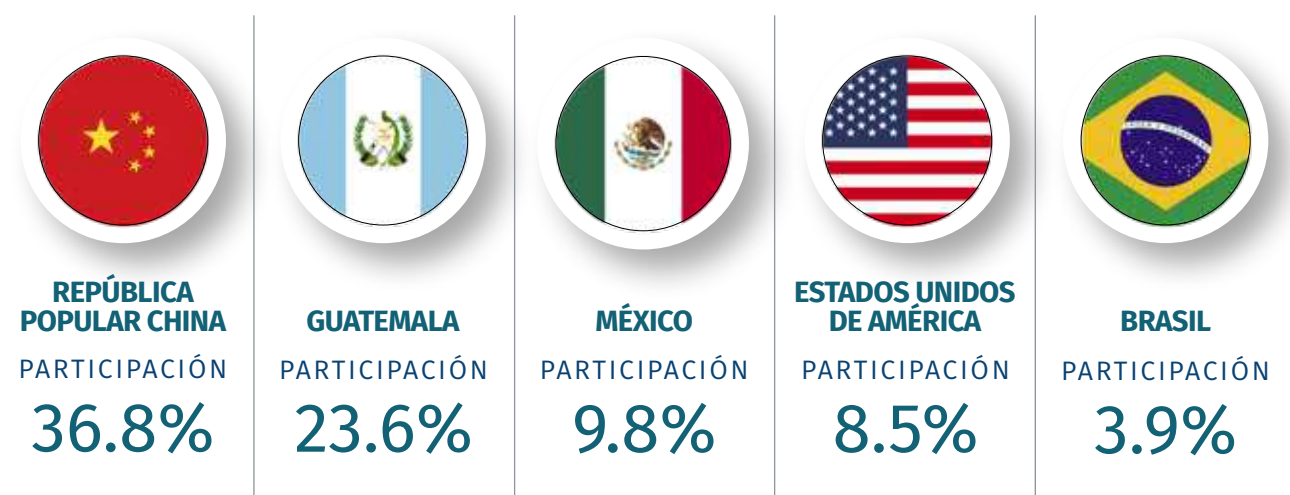 REPÚBLICA
POPULAR CHINA
PARTICIPACIÓN
36.8%
GUATEMALA
PARTICIPACIÓN
23.6%
MÉXICO
PARTICIPACIÓN
9.8%
ESTADOS UNIDOS
DE AMÉRICA
PARTICIPACIÓN
8.5%
BRASIL
PARTICIPACIÓN
3.9%